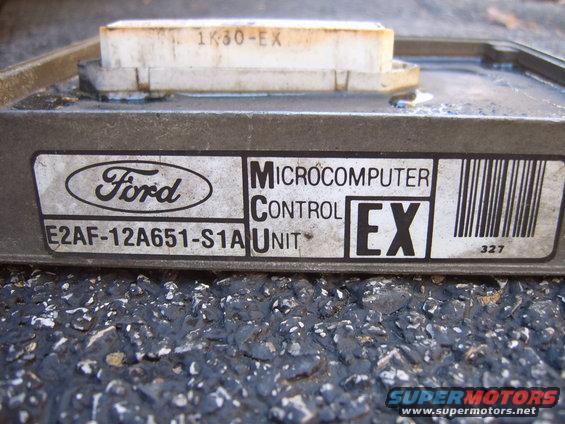 1K30-EX
Ford
E2AF-12A651-S1A
MICROCOMPUTER
CONTROL
UNIT
EX
327
SUPERMOTORS
www.supermotors.net